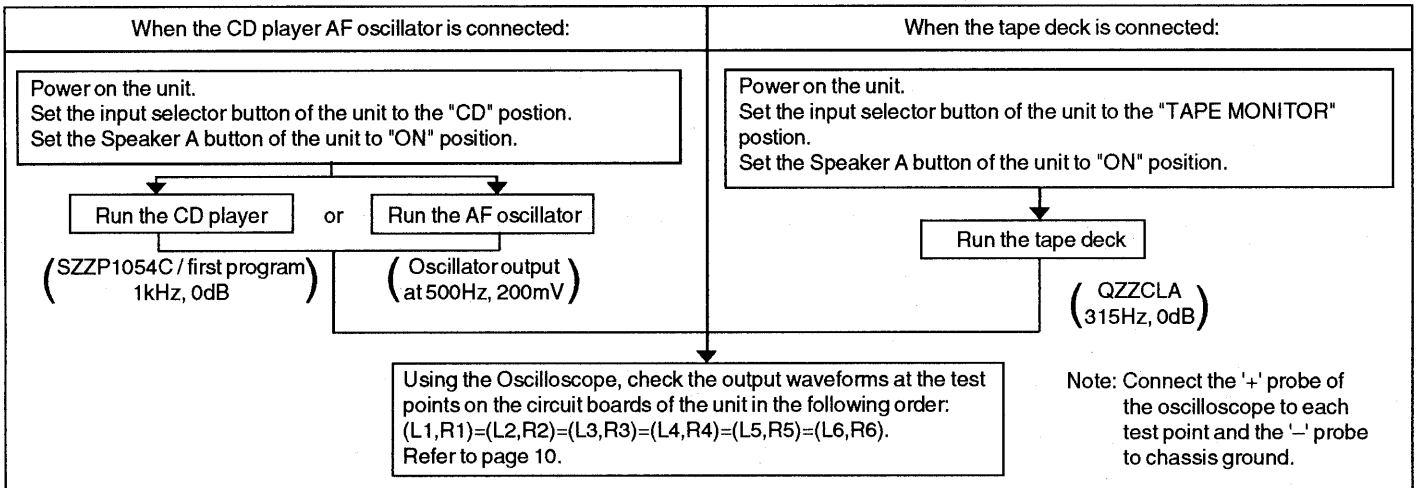 When the CD player AF oscillator is connected:
Power on the unit.
Set the input selector button of the unit to the "CD" postion.
Set the Speaker A button of the unit to "ON" position.
Run the CD player
or
Run the AF oscillator
(SZZP1054C / first program
1kHz, 0dB)
(Oscillator output
at 500Hz, 200mV)
When the tape deck is connected:
Power on the unit.
Set the input selector button of the unit to the "TAPE MONITOR"
postion.
Set the Speaker A button of the unit to "ON" position.
Run the tape deck
(QZZCLA
315Hz, 0dB)
Using the Oscilloscope, check the output waveforms at the test
points on the circuit boards of the unit in the following order:
(L1,R1)=(L2,R2)=(L3,R3)=(L4,R4)=(L5,R5)=(L6,R6).
Refer to page 10.
Note: Connect the '+' probe of
the oscilloscope to each
test point and the '–' probe
to chassis ground.